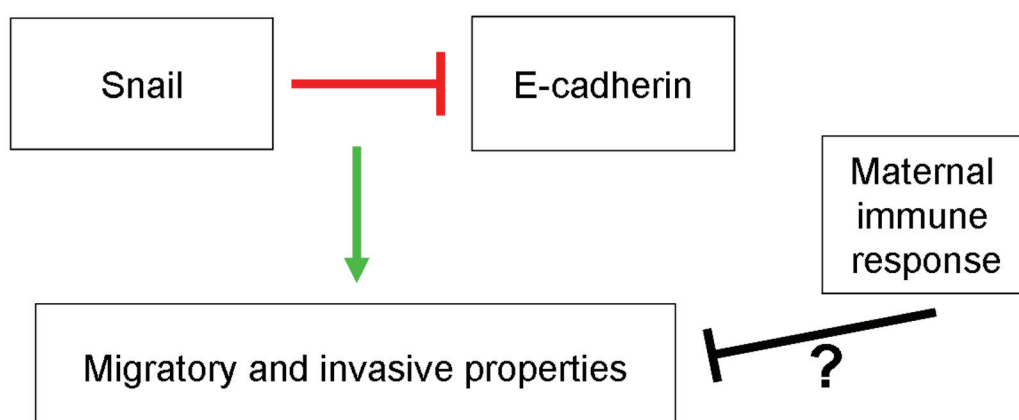 Snail
E-cadherin
Maternal
immune
response
Migratory and invasive properties
?